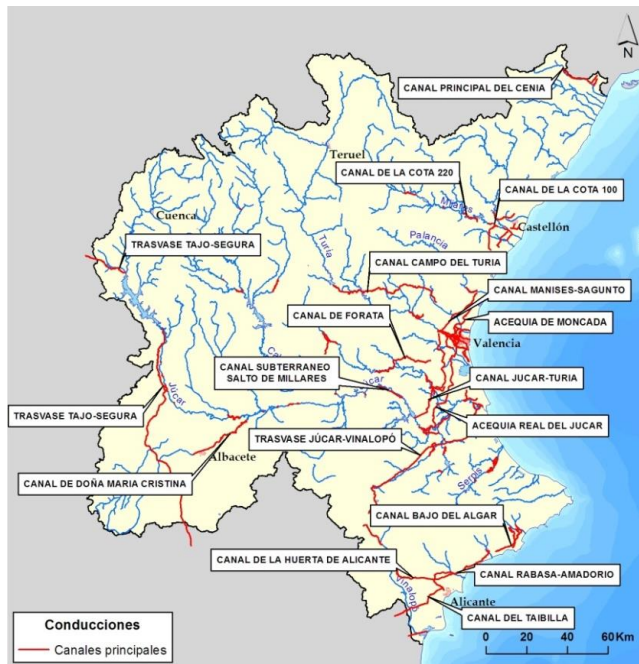 N
CANAL PRINCIPAL DEL CENIA
Teruel
CANAL DE LA COTA 220
CANAL DE LA COTA 100
Mijares
Cuenca
Castellón
Palancia
TRASVASE TAJO-SEGURA
Turia
CANAL CAMPO DEL TURIA
CANAL MANISES-SAGUNTO
CANAL DE FORATA
ACEQUIA DE MONCADA
Valencia
CANAL SUBTERRANEO
SALTO DE MILLARES
CANAL JUCAR-TURIA
Júcar
TRASVASE TAJO-SEGURA
ACEQUIA REAL DEL JUCAR
TRASVASE JÚCAR-VINALOPÓ
Albacete
CANAL DE DOÑA MARIA CRISTINA
Serpis
CANAL BAJO DEL ALGAR
CANAL DE LA HUERTA DE ALICANTE
CANAL RABASA-AMADORIO
Vinalopó
Alicante
CANAL DEL TAIBILLA
Conducciones
Canales principales
0 20 40 60 Km